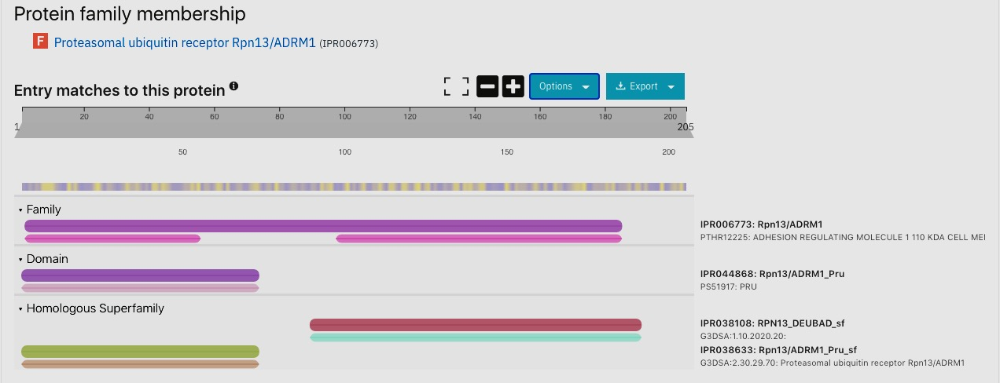 Protein family membership
F Proteasomal ubiquitin receptor Rpn13/ADRM1 (IPR006773)
Entry matches to this protein i
Options Export
20 40 60 80 100 120 140 160 180 200
1 205
50 100 150 200
Family
IPR006773: Rpn13/ADRM1
PTHR12225: ADHESION REGULATING MOLECULE 1 110 KDA CELL MEI
Domain
IPR044868: Rpn13/ADRM1_Pru
PS51917: PRU
Homologous Superfamily
IPR038108: RPN13_DEUBAD_sf
G3DSA:1.10.2020.20:
IPR038633: Rpn13/ADRM1_Pru_sf
G3DSA:2.30.29.70: Proteasomal ubiquitin receptor Rpn13/ADRM1